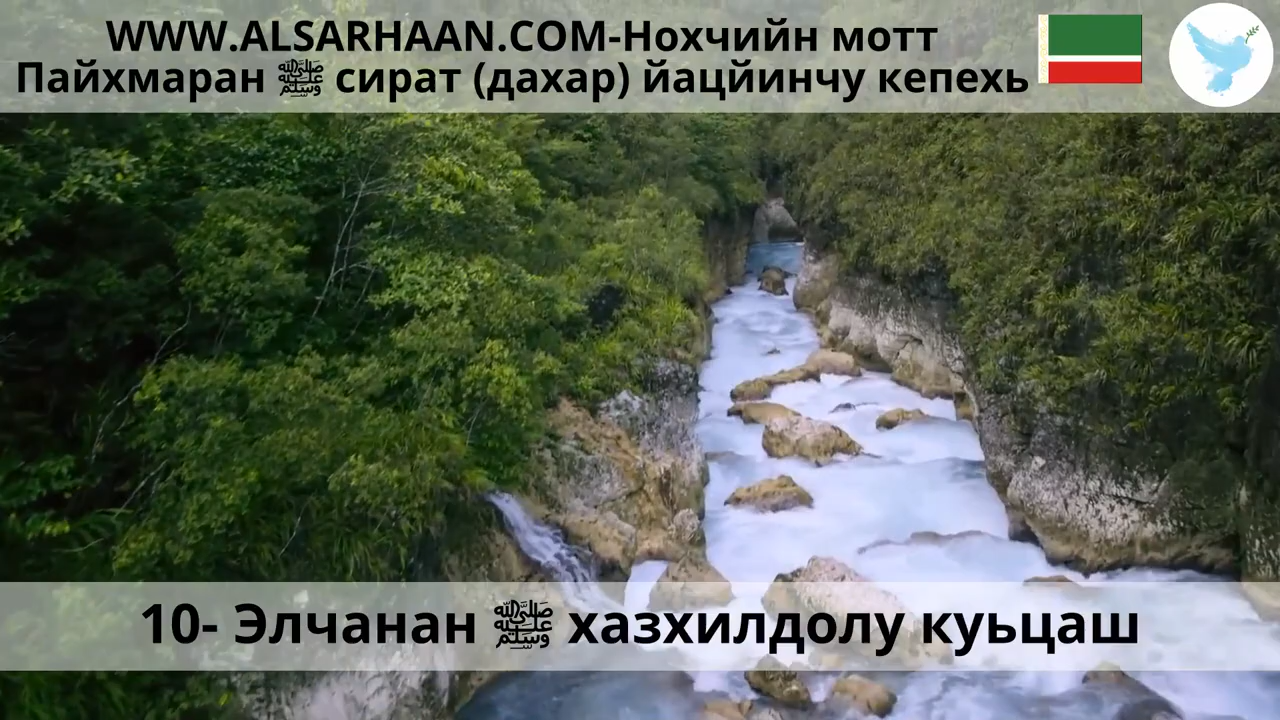 WWW.ALSARHAAN.COM-Нохчийн мотт
Пайхмаран ﷺ сират (дахар) йацйинчу кепехь
10- Элчанан ﷺ хазхилдолу куьцаш